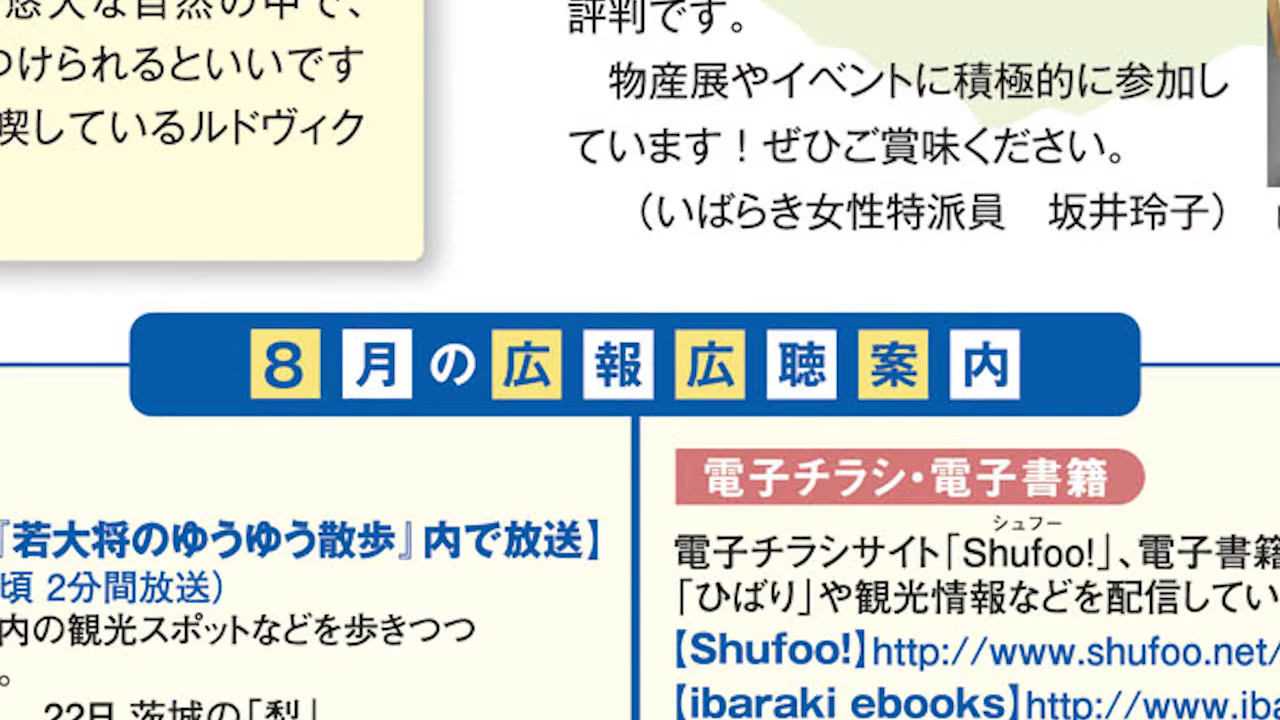 悠大な自然の中で、
つけられるといいです
喫しているルドヴィク
評判です。
物産展やイベントに積極的に参加し
ています！ぜひご賞味ください。
（いばらき女性特派員　坂井玲子）
8月の広報広聴案内
『若大将のゆうゆう散歩』内で放送】
頃 2分間放送）
内の観光スポットなどを歩きつつ
。
22日 茨城の「梨」
電子チラシ・電子書籍
シュフー
電子チラシサイト「Shufoo!」、電子書籍
「ひばり」や観光情報などを配信してい
【Shufoo!】http://www.shufoo.net/
【ibaraki ebooks】http://www.iba